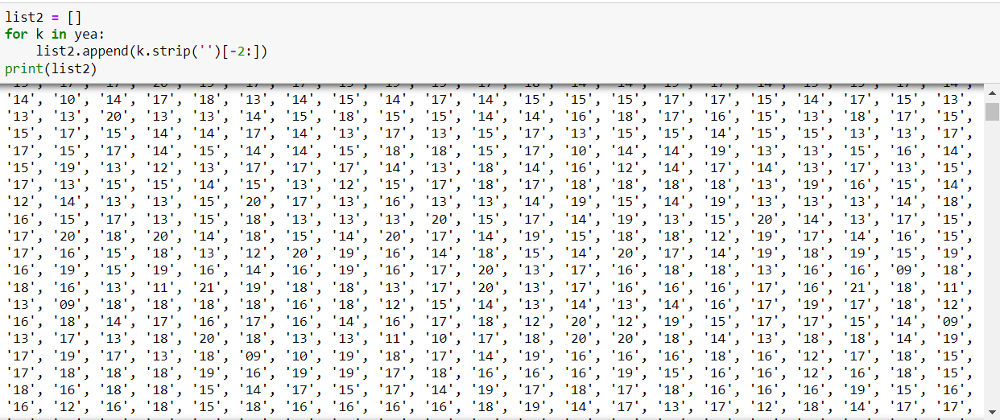 list2 = []
for k in yea:
    list2.append(k.strip('')[-2:])
print(list2)
'14', '10', '14', '17', '18', '13', '14', '15', '14', '17', '14', '15', '15', '15', '17', '17', '15', '14', '17', '15', '13',
'13', '13', '20', '13', '13', '14', '15', '18', '15', '15', '14', '14', '16', '18', '17', '16', '15', '13', '18', '17', '15',
'15', '17', '15', '14', '14', '17', '14', '13', '17', '13', '15', '17', '13', '15', '15', '14', '15', '15', '13', '13', '17',
'17', '15', '17', '14', '15', '14', '14', '15', '18', '18', '15', '17', '10', '14', '14', '19', '13', '13', '15', '16', '14',
'15', '19', '13', '12', '13', '17', '17', '17', '14', '13', '18', '14', '16', '12', '14', '17', '14', '13', '17', '13', '15',
'17', '13', '15', '15', '14', '15', '13', '12', '15', '17', '18', '17', '18', '18', '18', '18', '13', '19', '16', '15', '14',
'12', '14', '13', '13', '15', '20', '17', '13', '16', '13', '13', '14', '19', '15', '14', '19', '13', '13', '13', '14', '18',
'16', '15', '17', '13', '15', '18', '13', '13', '13', '20', '15', '17', '14', '19', '13', '15', '20', '14', '13', '17', '15',
'17', '20', '18', '20', '14', '18', '15', '14', '20', '17', '14', '19', '15', '18', '18', '12', '19', '17', '14', '16', '15',
'17', '16', '15', '18', '13', '12', '20', '19', '16', '14', '18', '15', '14', '20', '17', '14', '19', '18', '19', '15', '19',
'16', '19', '15', '19', '16', '14', '16', '19', '16', '17', '20', '13', '17', '16', '18', '18', '13', '16', '16', '09', '18',
'18', '16', '13', '11', '21', '19', '18', '18', '13', '17', '20', '13', '17', '16', '16', '16', '17', '16', '21', '18', '11',
'13', '09', '18', '18', '18', '18', '16', '18', '12', '15', '14', '13', '14', '13', '14', '16', '17', '19', '17', '18', '12',
'16', '18', '14', '17', '16', '17', '16', '14', '16', '17', '18', '12', '20', '12', '19', '15', '17', '17', '15', '14', '09',
'13', '17', '13', '18', '20', '18', '13', '13', '11', '10', '17', '18', '20', '20', '18', '14', '13', '18', '18', '14', '19',
'17', '19', '17', '13', '18', '09', '10', '19', '18', '17', '14', '19', '16', '16', '16', '18', '16', '12', '17', '18', '15',
'17', '18', '18', '18', '19', '16', '19', '19', '17', '18', '16', '16', '16', '19', '15', '16', '16', '12', '16', '18', '15',
'18', '16', '18', '18', '15', '14', '17', '15', '17', '14', '19', '17', '18', '17', '18', '16', '16', '16', '19', '15', '16',
'16', '12', '16', '18', '15', '18', '16', '16', '16', '16', '18', '19', '14', '17', '13', '17', '12', '18', '14', '17', '17',